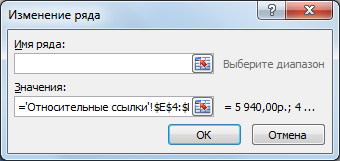 Изменение ряда
Имя ряда:
Выберите диапазон
Значения:
='Относительные ссылки'!$E$4:$ = 5 940,00р.; 4 ...
ОК Отмена